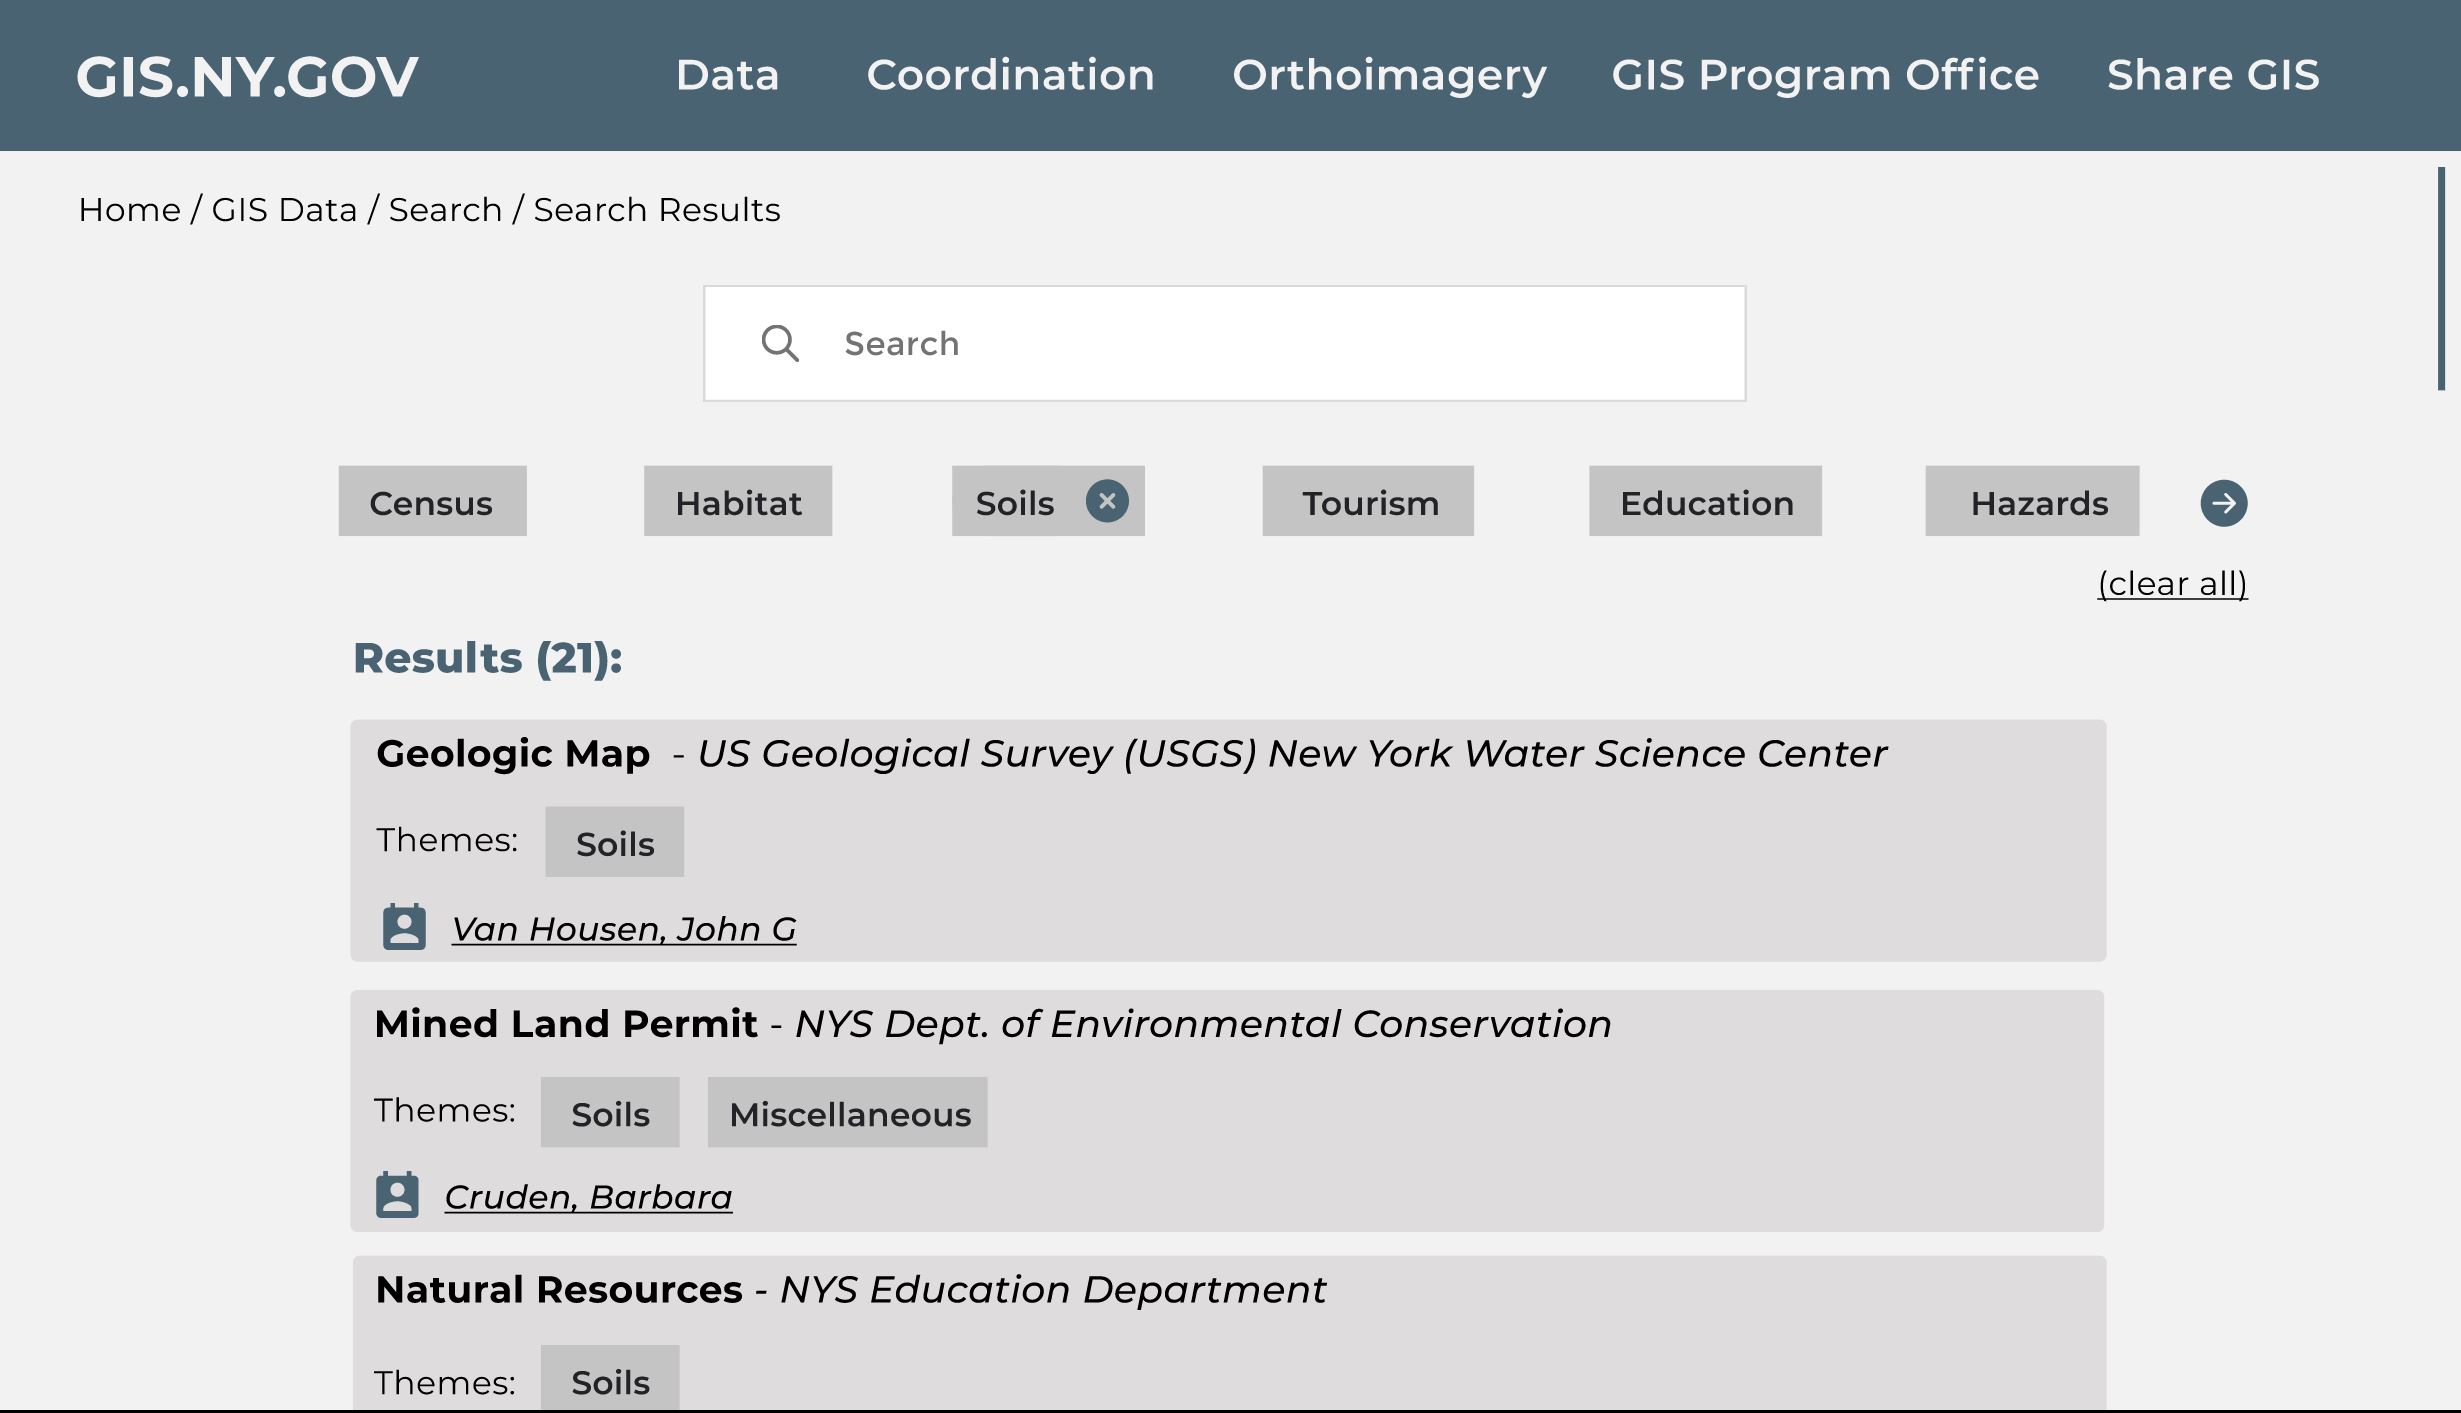 GIS.NY.GOV Data Coordination Orthoimagery GIS Program Office Share GIS
Home / GIS Data / Search / Search Results
Search
Census Habitat Soils Tourism Education Hazards
(clear all)
Results (21):
Geologic Map - US Geological Survey (USGS) New York Water Science Center
Themes: Soils
Van Housen, John G
Mined Land Permit - NYS Dept. of Environmental Conservation
Themes: Soils Miscellaneous
Cruden, Barbara
Natural Resources - NYS Education Department
Themes: Soils